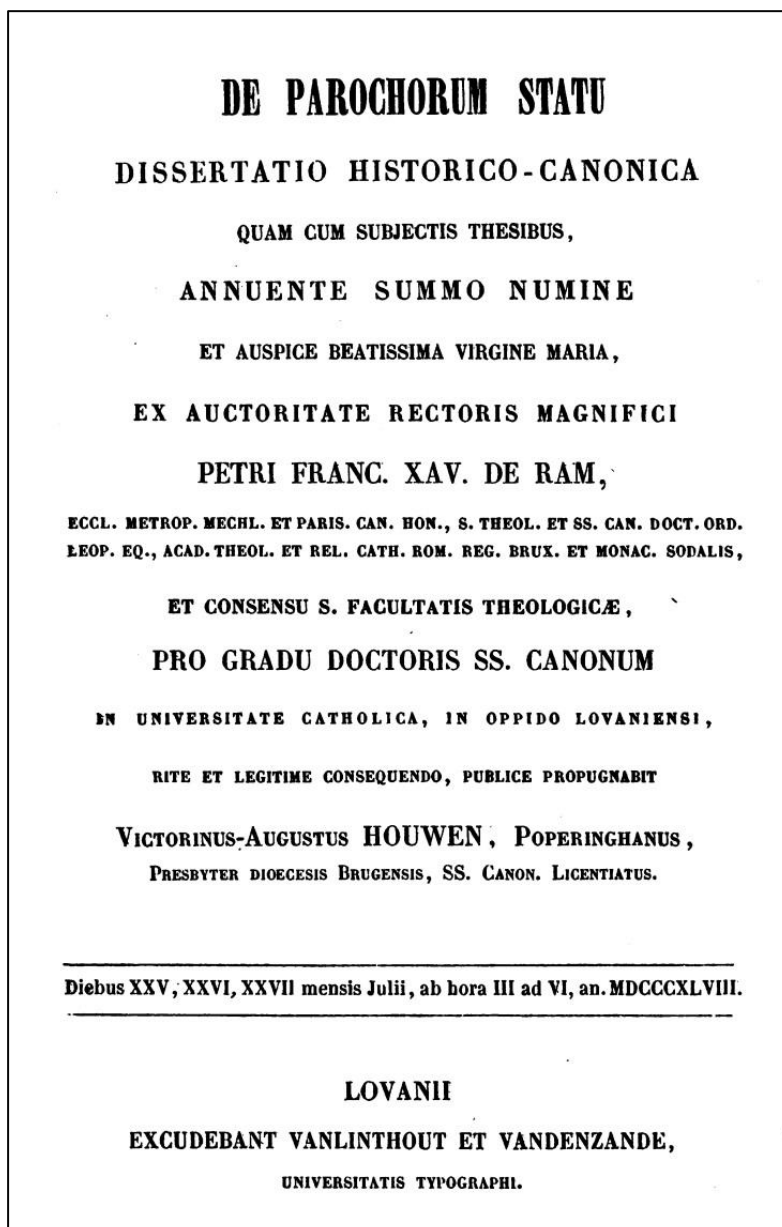 DE PAROCHORUM STATU
DISSERTATIO HISTORICO-CANONICA
QUAM CUM SUBJECTIS THESIBUS,
ANNUENTE SUMMO NUMINE
ET AUSPICE BEATISSIMA VIRGINE MARIA,
EX AUCTORITATE RECTORIS MAGNIFICI
PETRI FRANC. XAV. DE RAM,
ECCL. METROP. MECHL. ET PARIS. CAN. HON., S. THEOL. ET SS. CAN. DOCT. ORD.
LEOP. EQ., ACAD. THEOL. ET REL. CATH. ROM. REG. BRUX. ET MONAC. SODALIS,
ET CONSENSU S. FACULTATIS THEOLOGICÆ,
PRO GRADU DOCTORIS SS. CANONUM
IN UNIVERSITATE CATHOLICA, IN OPPIDO LOVANIENSI,
RITE ET LEGITIME CONSEQUENDO, PUBLICE PROPUGNABIT
VICTORINUS-AUGUSTUS HOUWEN, POPERINGHANUS,
PRESBYTER DIOECESIS BRUGENSIS, SS. CANON. LICENTIATUS.
Diebus XXV, XXVI, XXVII mensis Julii, ab hora III ad VI, an. MDCCCXLVIII.
LOVANII
EXCUDEBANT VANLINTHOUT ET VANDENZANDE,
UNIVERSITATIS TYPOGRAPHI.